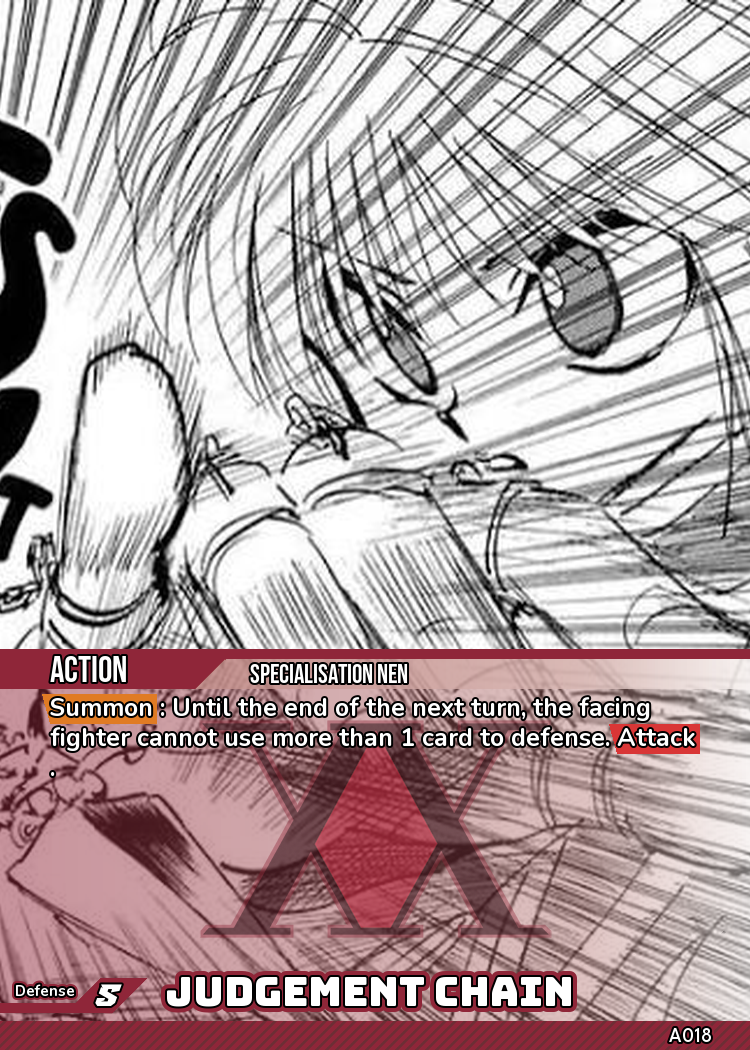 ACTION
SPECIALISATION NEN
Summon : Until the end of the next turn, the facing
fighter cannot use more than 1 card to defense. Attack
.
Defense 5
JUDGEMENT CHAIN
A018